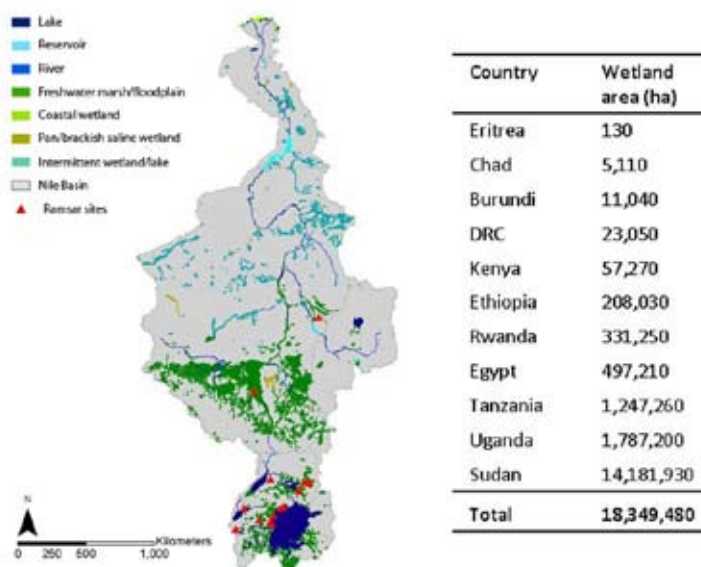 Lake
Reservoir
River
Freshwater marsh/floodplain
Coastal wetland
Pan/brackish saline wetland
Intermittent wetland/lake
Nile Basin
Ramsar sites
N
Kilometers
0 250 500 1,000
Country Wetland
area (ha)
Eritrea 130
Chad 5,110
Burundi 11,040
DRC 23,050
Kenya 57,270
Ethiopia 208,030
Rwanda 331,250
Egypt 497,210
Tanzania 1,247,260
Uganda 1,787,200
Sudan 14,181,930
Total 18,349,480